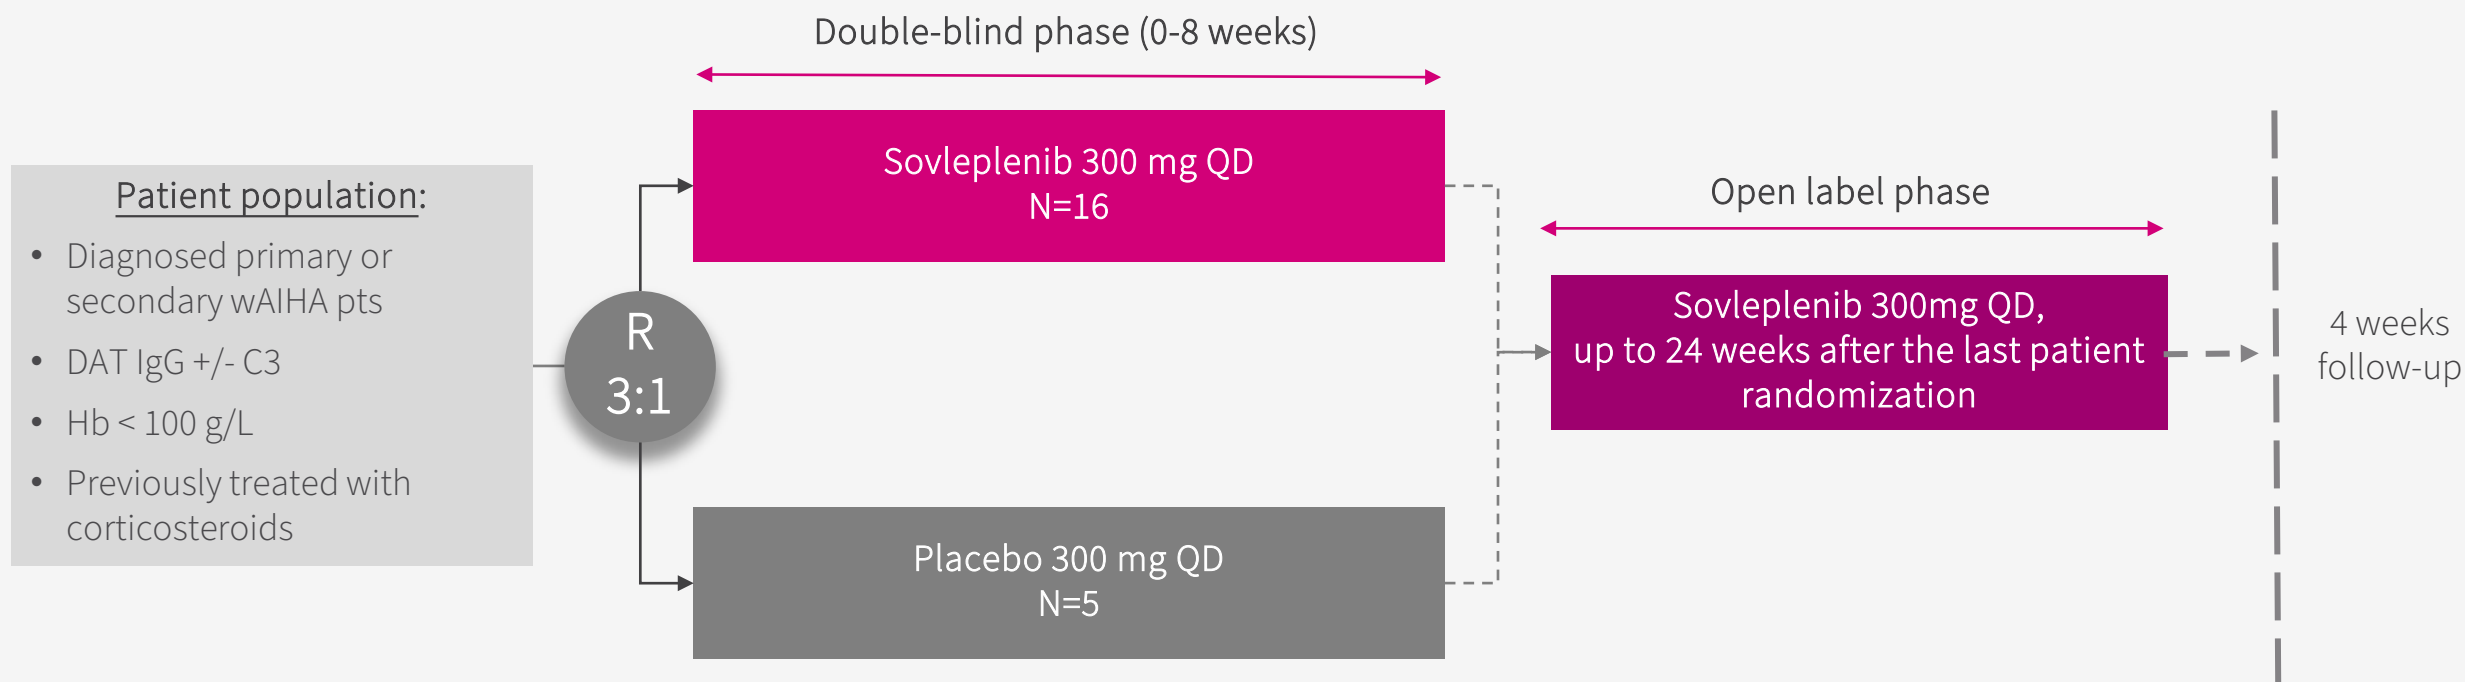 Double-blind phase (0-8 weeks)
Patient population:
• Diagnosed primary or
secondary wAIHA pts
• DAT IgG +/- C3
• Hb < 100 g/L
• Previously treated with
corticosteroids
R
3:1
Sovleplenib 300 mg QD
N=16
Placebo 300 mg QD
N=5
Open label phase
Sovleplenib 300mg QD,
up to 24 weeks after the last patient
randomization
4 weeks
follow-up